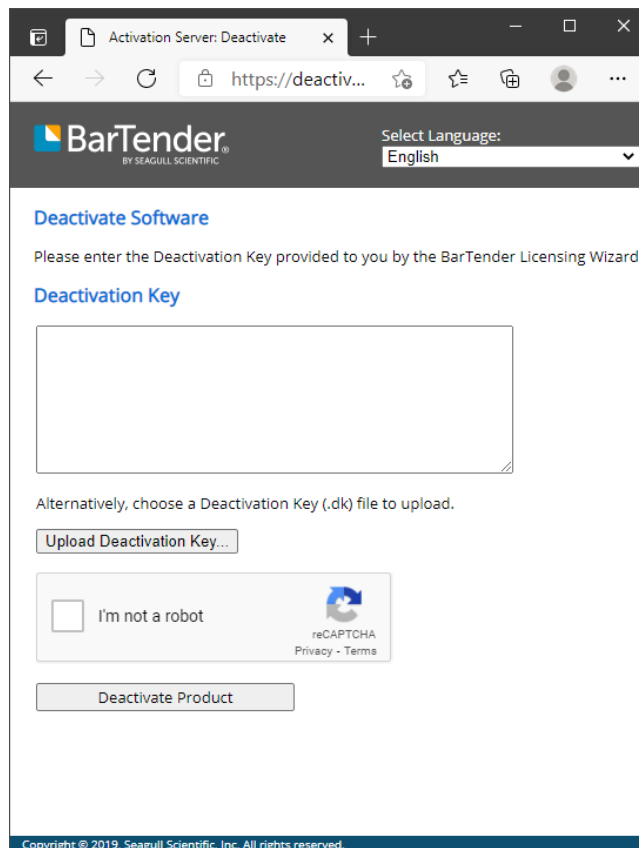 Activation Server: Deactivate
https://deactiv...
BarTender®
BY SEAGULL SCIENTIFIC
Select Language:
English
Deactivate Software
Please enter the Deactivation Key provided to you by the BarTender Licensing Wizard
Deactivation Key
Alternatively, choose a Deactivation Key (.dk) file to upload.
Upload Deactivation Key...
I'm not a robot
reCAPTCHA
Privacy - Terms
Deactivate Product
Copyright © 2019, Seagull Scientific, Inc. All rights reserved.